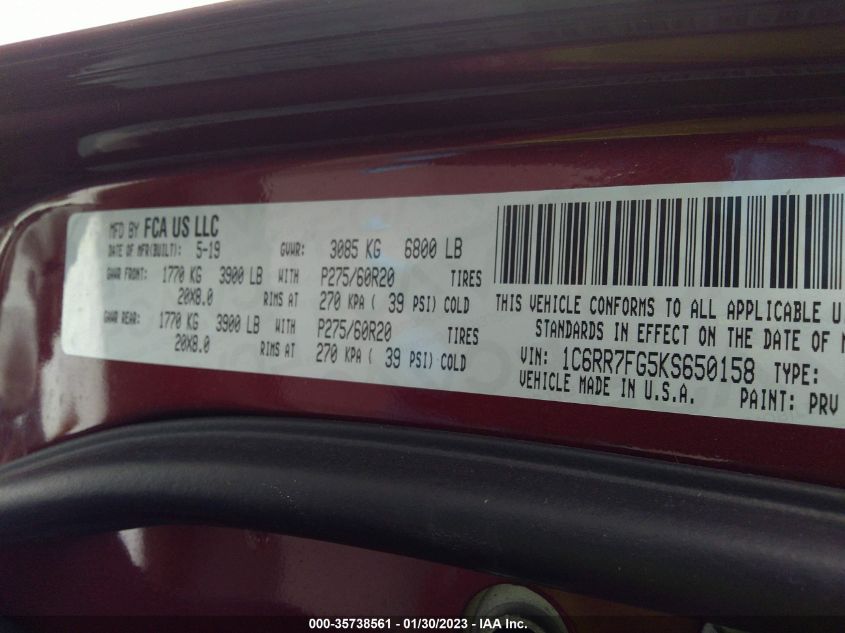 MFD BY FCA US LLC
DATE OF MFR(BUILT): 5-19 GVWR: 3085 KG 6800 LB
GAWR FRONT: 1770 KG 3900 LB WITH P275/60R20 TIRES
20X8.0 RIMS AT 270 KPA ( 39 PSI) COLD
GAWR REAR: 1770 KG 3900 LB WITH P275/60R20 TIRES
20X8.0 RIMS AT 270 KPA ( 39 PSI) COLD
THIS VEHICLE CONFORMS TO ALL APPLICABLE U
STANDARDS IN EFFECT ON THE DATE OF
VIN: 1C6RR7FG5KS650158 TYPE:
VEHICLE MADE IN U.S.A. PAINT: PRV
000-35738561 - 01/30/2023 - IAA Inc.